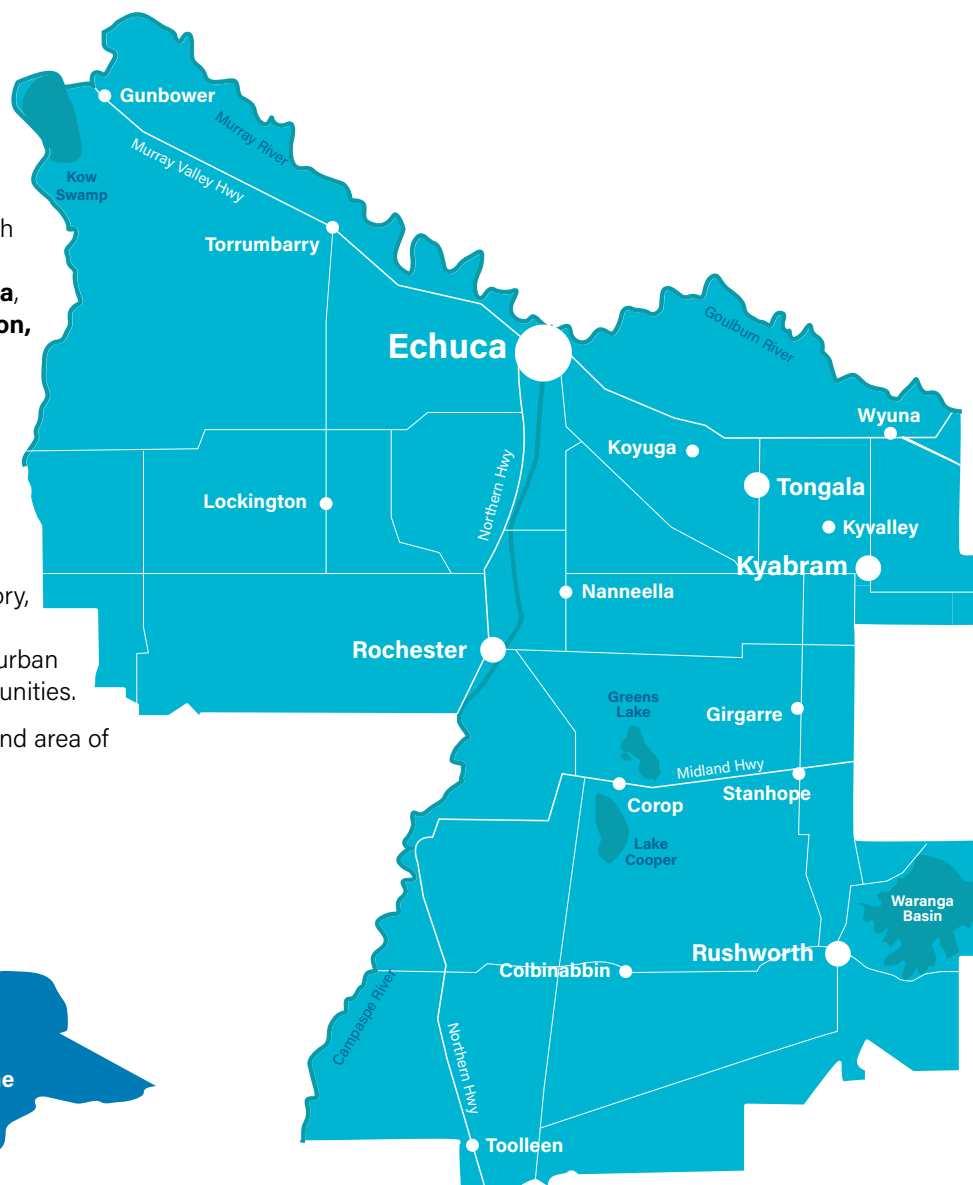 Gunbower
Murray River
Murray Valley Hwy
Kow
Swamp
Torrumbarry
Echuca
Goulburn River
Wyuna
Koyuga
Northern Hwy
Tongala
Lockington
Kyvalley
Kyabram
Nanneella
ory,
Rochester
urban
unities.
Greens
Lake
Girgarre
nd area of
Midland Hwy
Stanhope
Corop
Lake
Cooper
Waranga
Basin
Rushworth
Colbinabbin
Campaspe River
Northern Hwy
ne
Toolleen
h
a,
on,